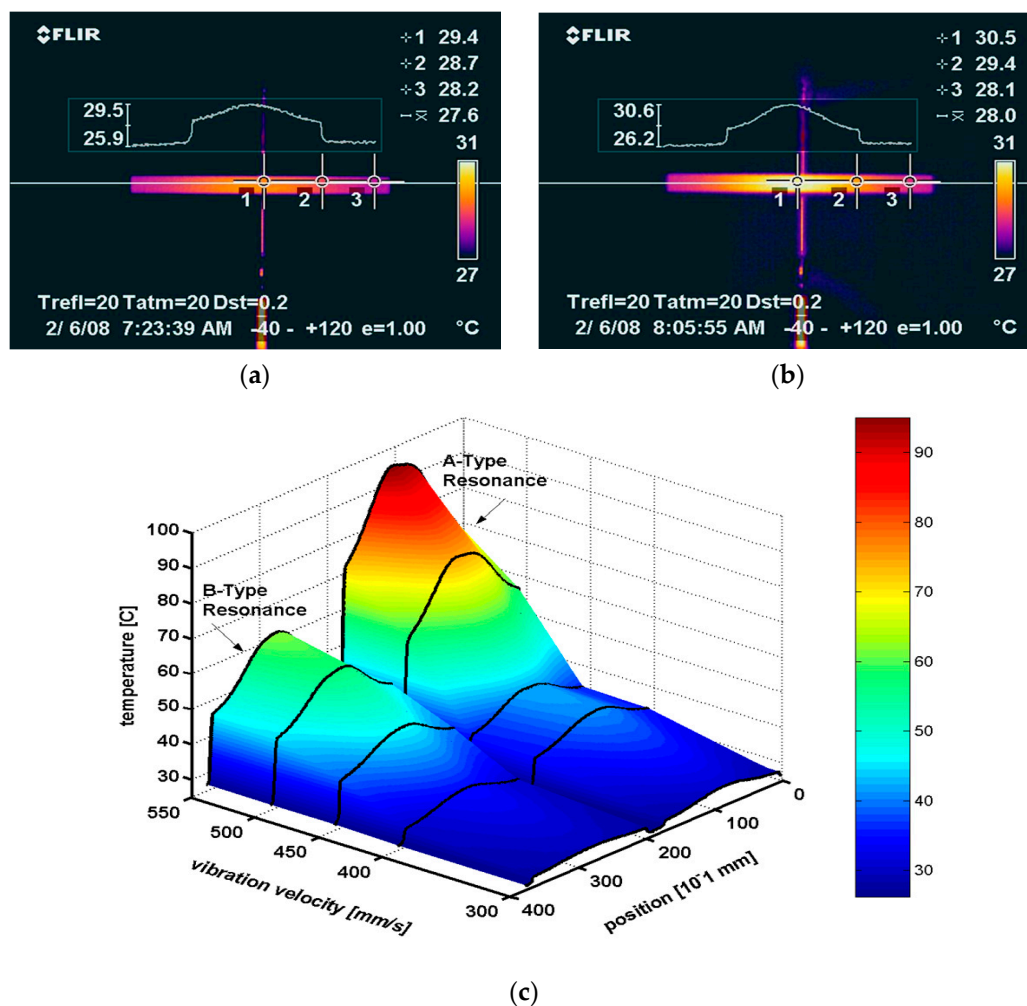 FLIR
1 29.4
2 28.7
3 28.2
27.6
29.5
25.9
31
1 2 3
27
Trefl=20 Tatm=20 Dst=0.2
2/ 6/08 7:23:39 AM -40 - +120 e=1.00 °C
(a)
FLIR
1 30.5
2 29.4
3 28.1
28.0
30.6
26.2
31
1 2 3
27
Trefl=20 Tatm=20 Dst=0.2
2/ 6/08 8:05:55 AM -40 - +120 e=1.00 °C
(b)
A-Type
Resonance
B-Type
Resonance
temperature [C]
100
90
80
70
60
50
40
30
550
500
450
400
300
vibration velocity [mm/s]
400
300
200
100
0
position [10^-1 mm]
90
80
70
60
50
40
30
(c)